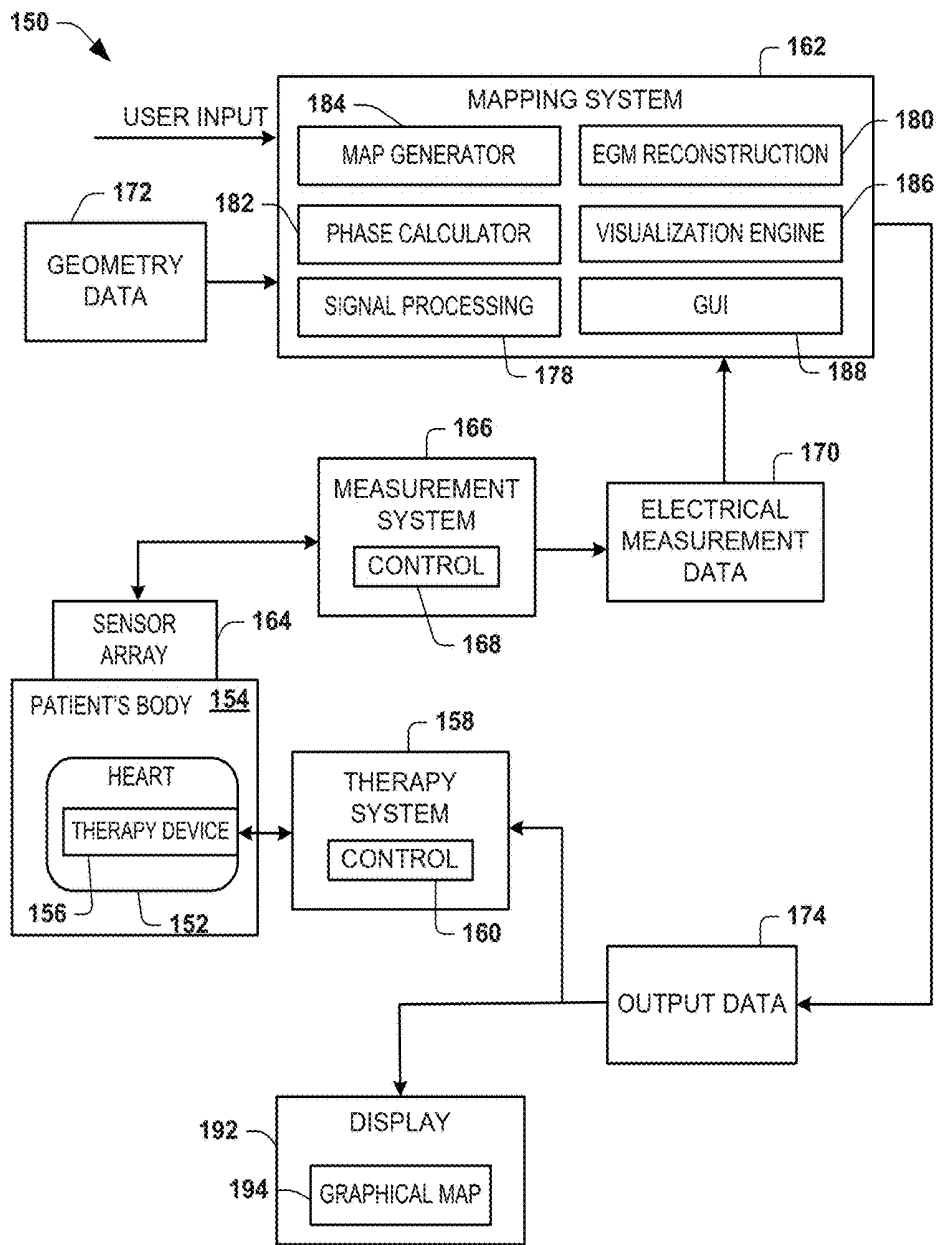 150
162
USER INPUT
MAPPING SYSTEM
184
MAP GENERATOR
EGM RECONSTRUCTION
180
172
182
PHASE CALCULATOR
VISUALIZATION ENGINE
186
GEOMETRY
DATA
SIGNAL PROCESSING
GUI
178
188
166
MEASUREMENT
SYSTEM
CONTROL
168
170
ELECTRICAL
MEASUREMENT
DATA
SENSOR
ARRAY
164
PATIENT'S BODY
154
HEART
THERAPY DEVICE
156
152
158
THERAPY
SYSTEM
CONTROL
160
174
OUTPUT DATA
DISPLAY
192
194
GRAPHICAL MAP